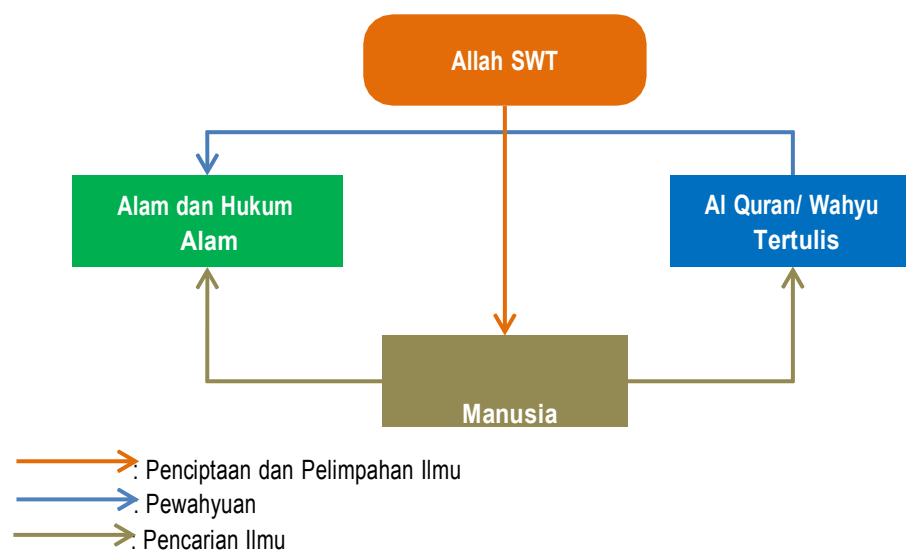 Allah SWT
Alam dan Hukum
Alam
Al Quran/ Wahyu
Tertulis
Manusia
: Penciptaan dan Pelimpahan Ilmu
: Pewahyuan
: Pencarian Ilmu